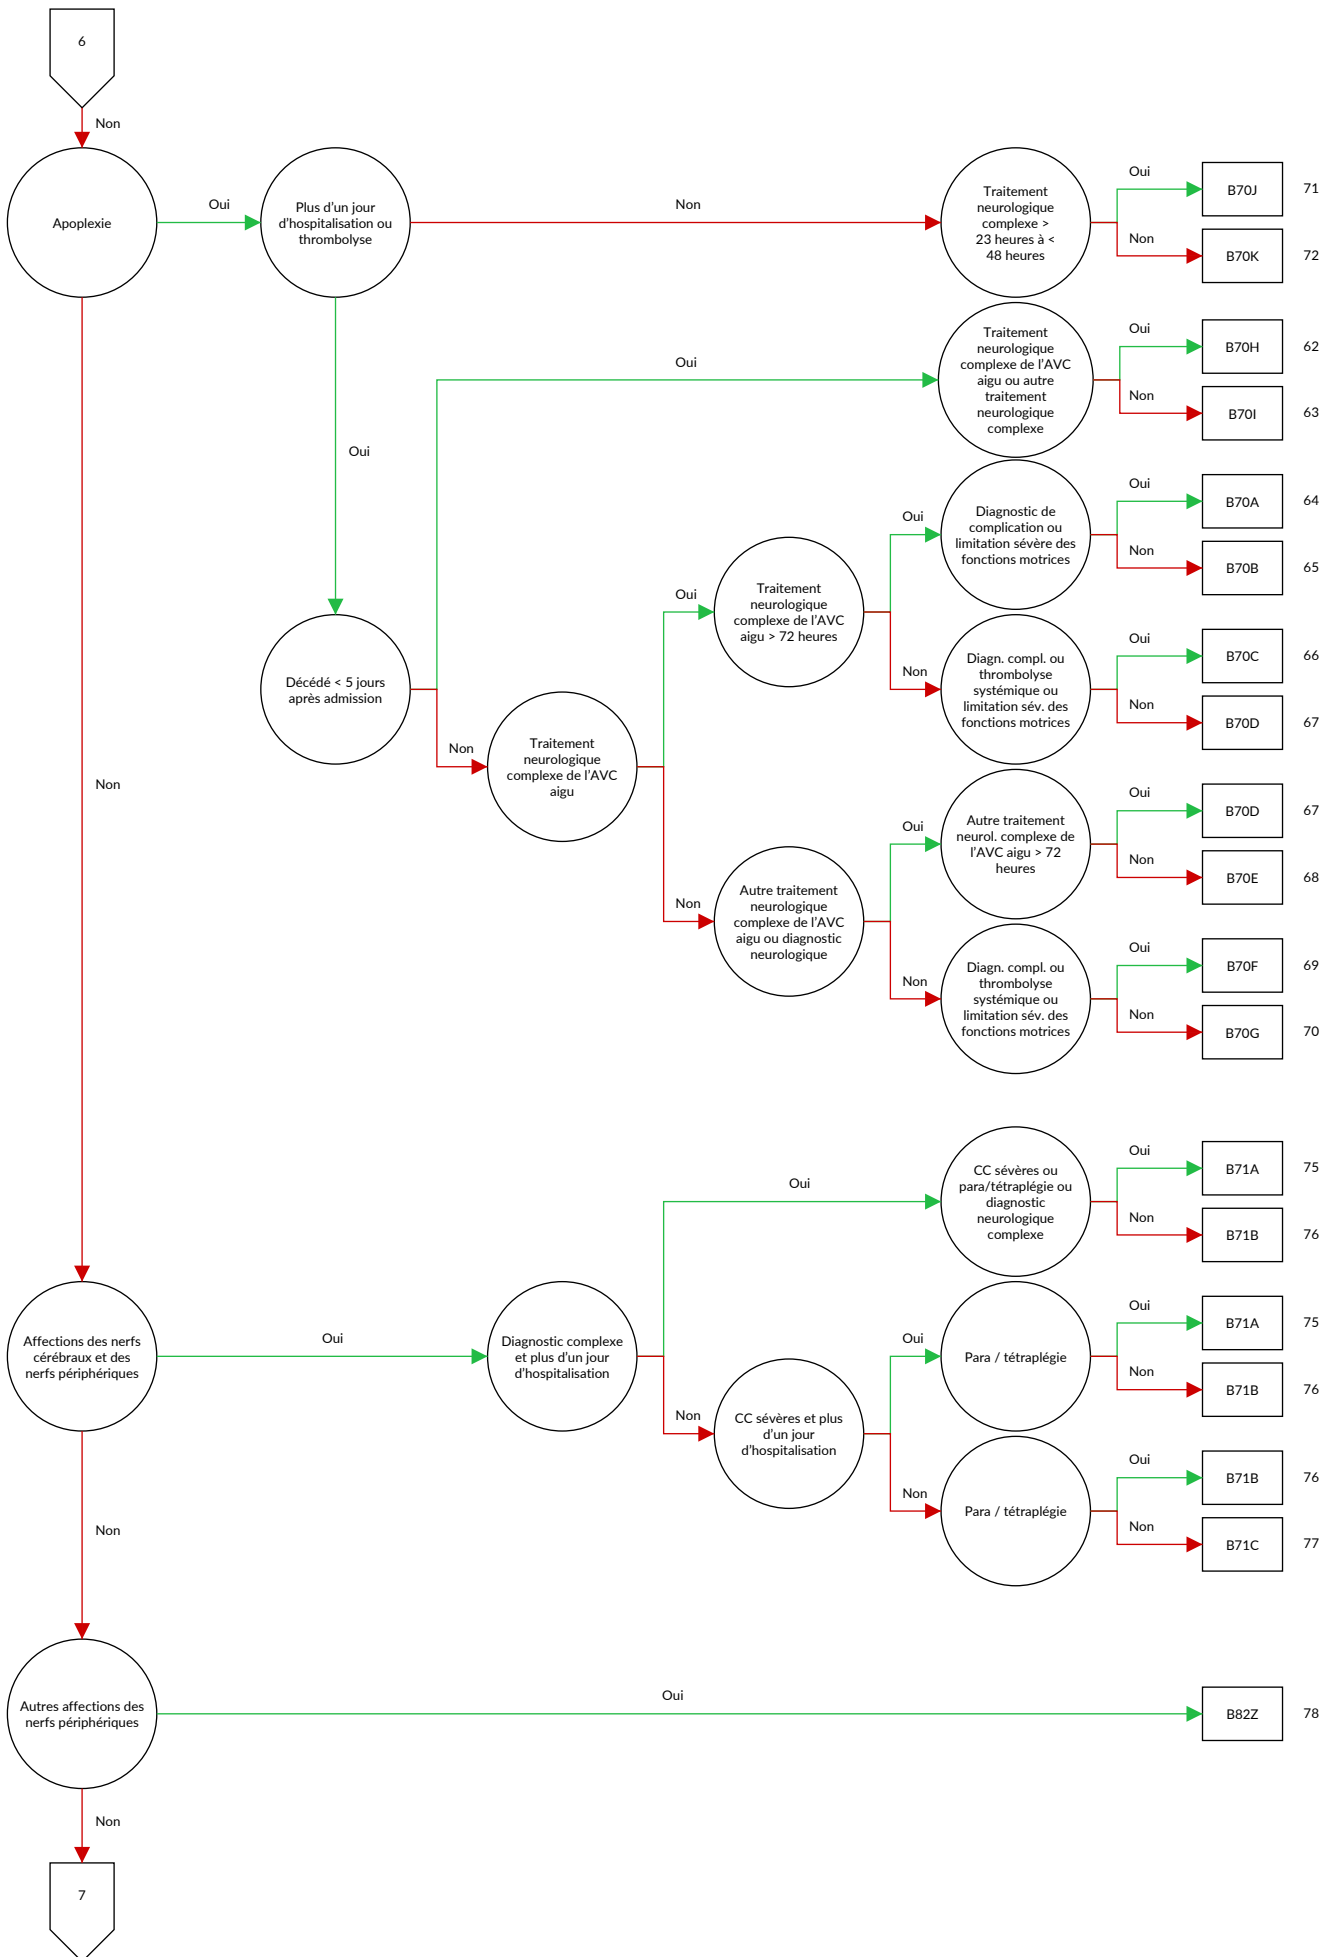 6
Non
Apoplexie
Oui
Plus d'un jour
d'hospitalisation ou
thrombolyse
Non
Traitement
neurologique
complexe >
23 heures à <
48 heures
Oui
B70J
71
Non
B70K
72
Oui
Traitement
neurologique
complexe de l'AVC
aigu ou autre
traitement
neurologique
complexe
Oui
B70H
62
Non
B70I
63
Oui
Décédé < 5 jours
après admission
Non
Traitement
neurologique
complexe de l'AVC
aigu
Oui
Traitement
neurologique
complexe de l'AVC
aigu > 72 heures
Oui
Diagnostic de
complication ou
limitation sévère des
fonctions motrices
Oui
B70A
64
Non
B70B
65
Non
Diagn. compl. ou
thrombolyse
systémique ou
limitation sév. des
fonctions motrices
Oui
B70C
66
Non
B70D
67
Non
Autre traitement
neurologique
complexe de l'AVC
aigu ou diagnostic
neurologique
Oui
Autre traitement
neurol. complexe de
l'AVC aigu > 72
heures
Oui
B70D
67
Non
B70E
68
Non
Diagn. compl. ou
thrombolyse
systémique ou
limitation sév. des
fonctions motrices
Oui
B70F
69
Non
B70G
70
Non
Affections des nerfs
cérébraux et des
nerfs périphériques
Oui
Diagnostic complexe
et plus d'un jour
d'hospitalisation
Oui
CC sévères ou
para/tétraplégie ou
diagnostic
neurologique
complexe
Oui
B71A
75
Non
B71B
76
Non
CC sévères et plus
d'un jour
d'hospitalisation
Oui
Para / tétraplégie
Oui
B71A
75
Non
B71B
76
Non
Para / tétraplégie
Oui
B71B
76
Non
B71C
77
Non
Autres affections des
nerfs périphériques
Oui
B82Z
78
Non
7